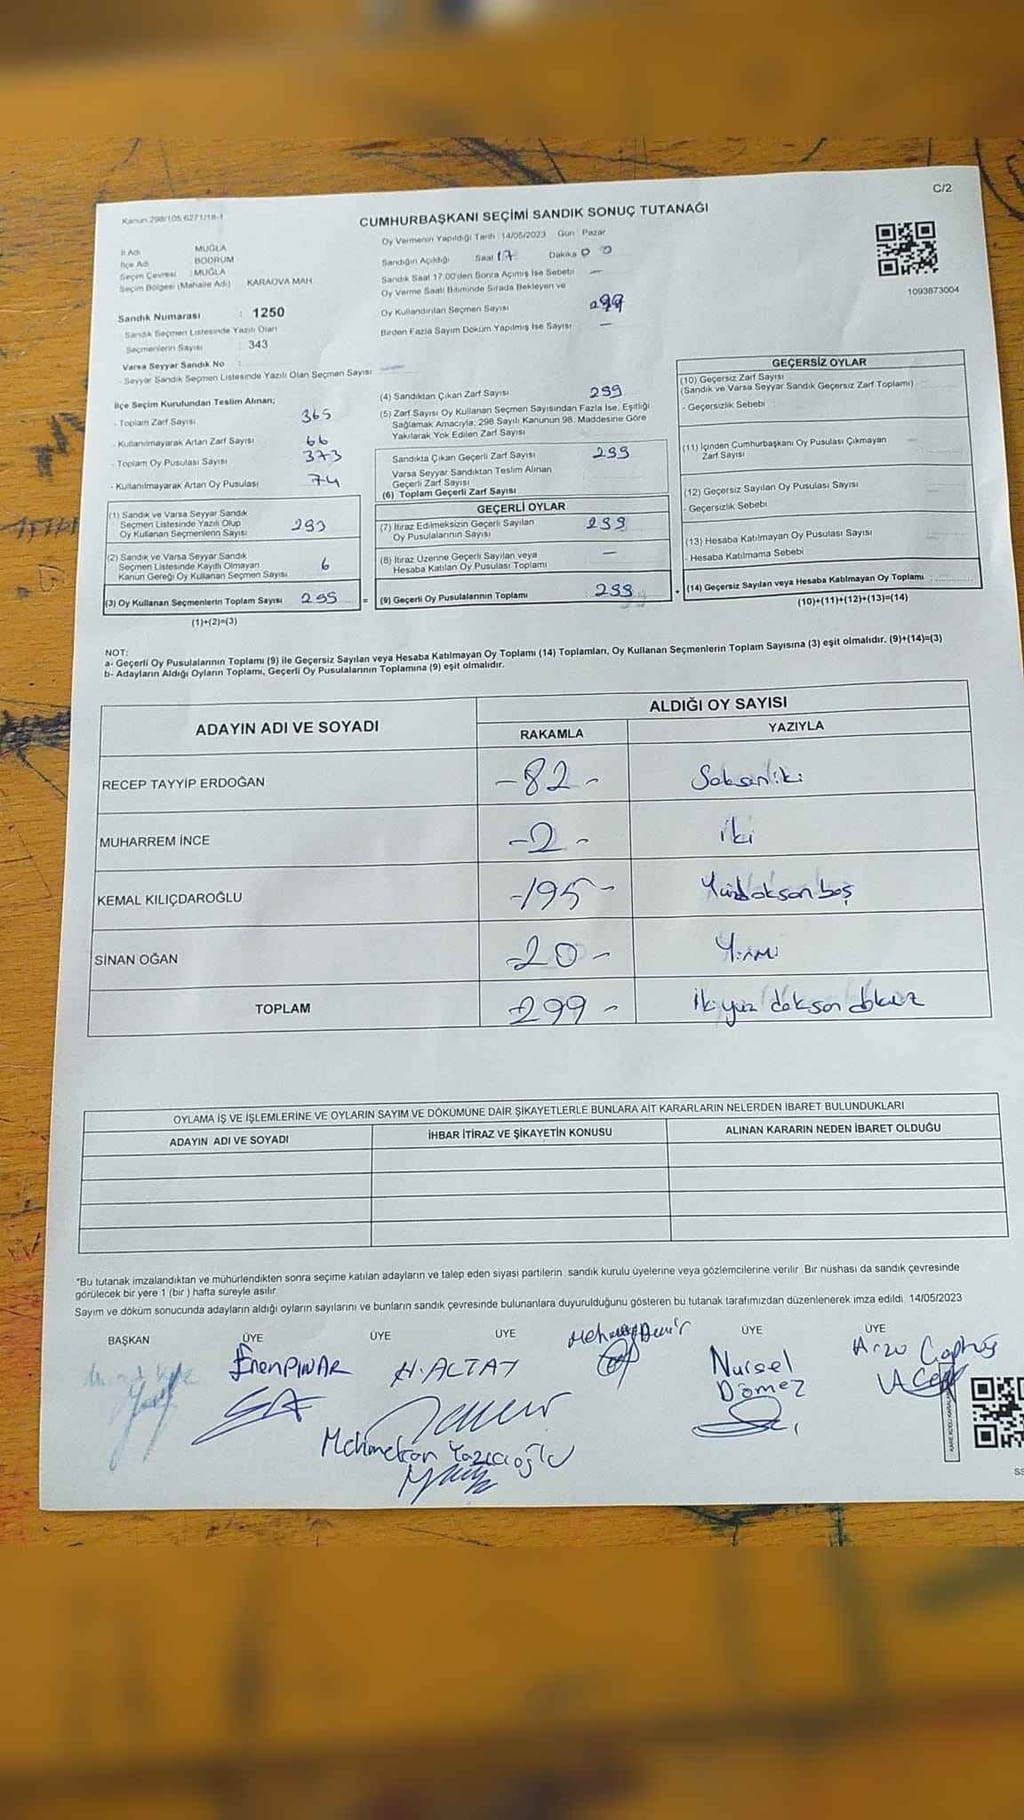 C/2
Kanun:298/105,6271/18-1
CUMHURBAŞKANI SEÇİMİ SANDIK SONUÇ TUTANAĞI
İl Adı : MUĞLA
İlçe Adı : BODRUM
Seçim Çevresi : MUĞLA
Seçim Bölgesi (Mahalle Adı) KARAOVA MAH
Sandık Numarası : 1250
Sandık Seçmen Listesinde Yazılı Olan
Seçmenlerin Sayısı : 343
Varsa Seyyar Sandık No :
- Seyyar Sandık Seçmen Listesinde Yazılı Olan Seçmen Sayısı
Oy Vermenin Yapıldığı Tarih : 14/05/2023 Gün : Pazar
Sandığın Açıldığı Saat 17 Dakika 00
Sandık Saat 17:00'den Sonra Açımış İse Sebebi —
Oy Verme Saati Bitiminde Sırada Bekleyen ve
Oy Kullandırılan Seçmen Sayısı
Birden Fazla Sayım Döküm Yapılmış İse Sayısı —
1093873004
İlçe Seçim Kurulundan Teslim Alınan;
- Toplam Zarf Sayısı 365
- Kullanılmayarak Artan Zarf Sayısı 66
- Toplam Oy Pusulası Sayısı 373
- Kullanılmayarak Artan Oy Pusulası 74
(1) Sandık ve Varsa Seyyar Sandık
Seçmen Listesinde Yazılı Olup
Oy Kullanan Seçmenlerin Sayısı 293
(2) Sandık ve Varsa Seyyar Sandık
Seçmen Listesinde Kayıtlı Olmayan
Kanun Gereği Oy Kullanan Seçmen Sayısı 6
(3) Oy Kullanan Seçmenlerin Toplam Sayısı 299 =
(1)+(2)=(3)
(4) Sandıktan Çıkan Zarf Sayısı 299
(5) Zarf Sayısı Oy Kullanan Seçmen Sayısından Fazla İse, Eşitliği
Sağlamak Amacıyla; 298 Sayılı Kanunun 98. Maddesine Göre
Yakılarak Yok Edilen Zarf Sayısı
Sandıkta Çıkan Geçerli Zarf Sayısı 299
Varsa Seyyar Sandıktan Teslim Alınan
Geçerli Zarf Sayısı
(6) Toplam Geçerli Zarf Sayısı
GEÇERLİ OYLAR
(7) İtiraz Edilmeksizin Geçerli Sayılan
Oy Pusulalarının Sayısı 299
(8) İtiraz Üzerine Geçerli Sayılan veya
Hesaba Katılan Oy Pusulası Toplamı —
(9) Geçerli Oy Pusulalarının Toplamı 299 +
GEÇERSİZ OYLAR
(10) Geçersiz Zarf Sayısı
(Sandık ve Varsa Seyyar Sandık Geçersiz Zarf Toplamı)
- Geçersizlik Sebebi
(11) İçinden Cumhurbaşkanı Oy Pusulası Çıkmayan
Zarf Sayısı
(12) Geçersiz Sayılan Oy Pusulası Sayısı
- Geçersizlik Sebebi
(13) Hesaba Katılmayan Oy Pusulası Sayısı
- Hesaba Katılmama Sebebi
(14) Geçersiz Sayılan veya Hesaba Katılmayan Oy Toplamı
(10)+(11)+(12)+(13)=(14)
NOT:
a- Geçerli Oy Pusulalarının Toplamı (9) ile Geçersiz Sayılan veya Hesaba Katılmayan Oy Toplamı (14) Toplamları, Oy Kullanan Seçmenlerin Toplam Sayısına (3) eşit olmalıdır. (9)+(14)=(3)
b- Adayların Aldığı Oyların Toplamı, Geçerli Oy Pusulalarının Toplamına (9) eşit olmalıdır.
ADAYIN ADI VE SOYADI ALDIĞI OY SAYISI
RAKAMLA YAZIYLA
RECEP TAYYİP ERDOĞAN -82- Sekseniki
MUHARREM İNCE -2- iki
KEMAL KILIÇDAROĞLU -195- Yüzdoksanbeş
SİNAN OĞAN -20- Yirmi
TOPLAM -299- İkiyüz doksan dokuz
OYLAMA İŞ VE İŞLEMLERİNE VE OYLARIN SAYIM VE DÖKÜMÜNE DAİR ŞİKAYETLERLE BUNLARA AİT KARARLARIN NELERDEN İBARET BULUNDUKLARI
ADAYIN ADI VE SOYADI İHBAR İTİRAZ VE ŞİKAYETİN KONUSU ALINAN KARARIN NEDEN İBARET OLDUĞU
*Bu tutanak imzalandıktan ve mühürlendikten sonra seçime katılan adayların ve talep eden siyasi partilerin sandık kurulu üyelerine veya gözlemcilerine verilir. Bir nüshası da sandık çevresinde
görülecek bir yere 1 (bir) hafta süreyle asılır.
Sayım ve döküm sonucunda adayların aldığı oyların sayılarını ve bunların sandık çevresinde bulunanlara duyurulduğunu gösteren bu tutanak tarafımızdan düzenlenerek imza edildi. 14/05/2023
BAŞKAN ÜYE ÜYE ÜYE ÜYE ÜYE
Eren PINAR H. ALTAY Mehmet Demir Nursel Dömez Arzu
Mehmetcan Yazıcıoğlu